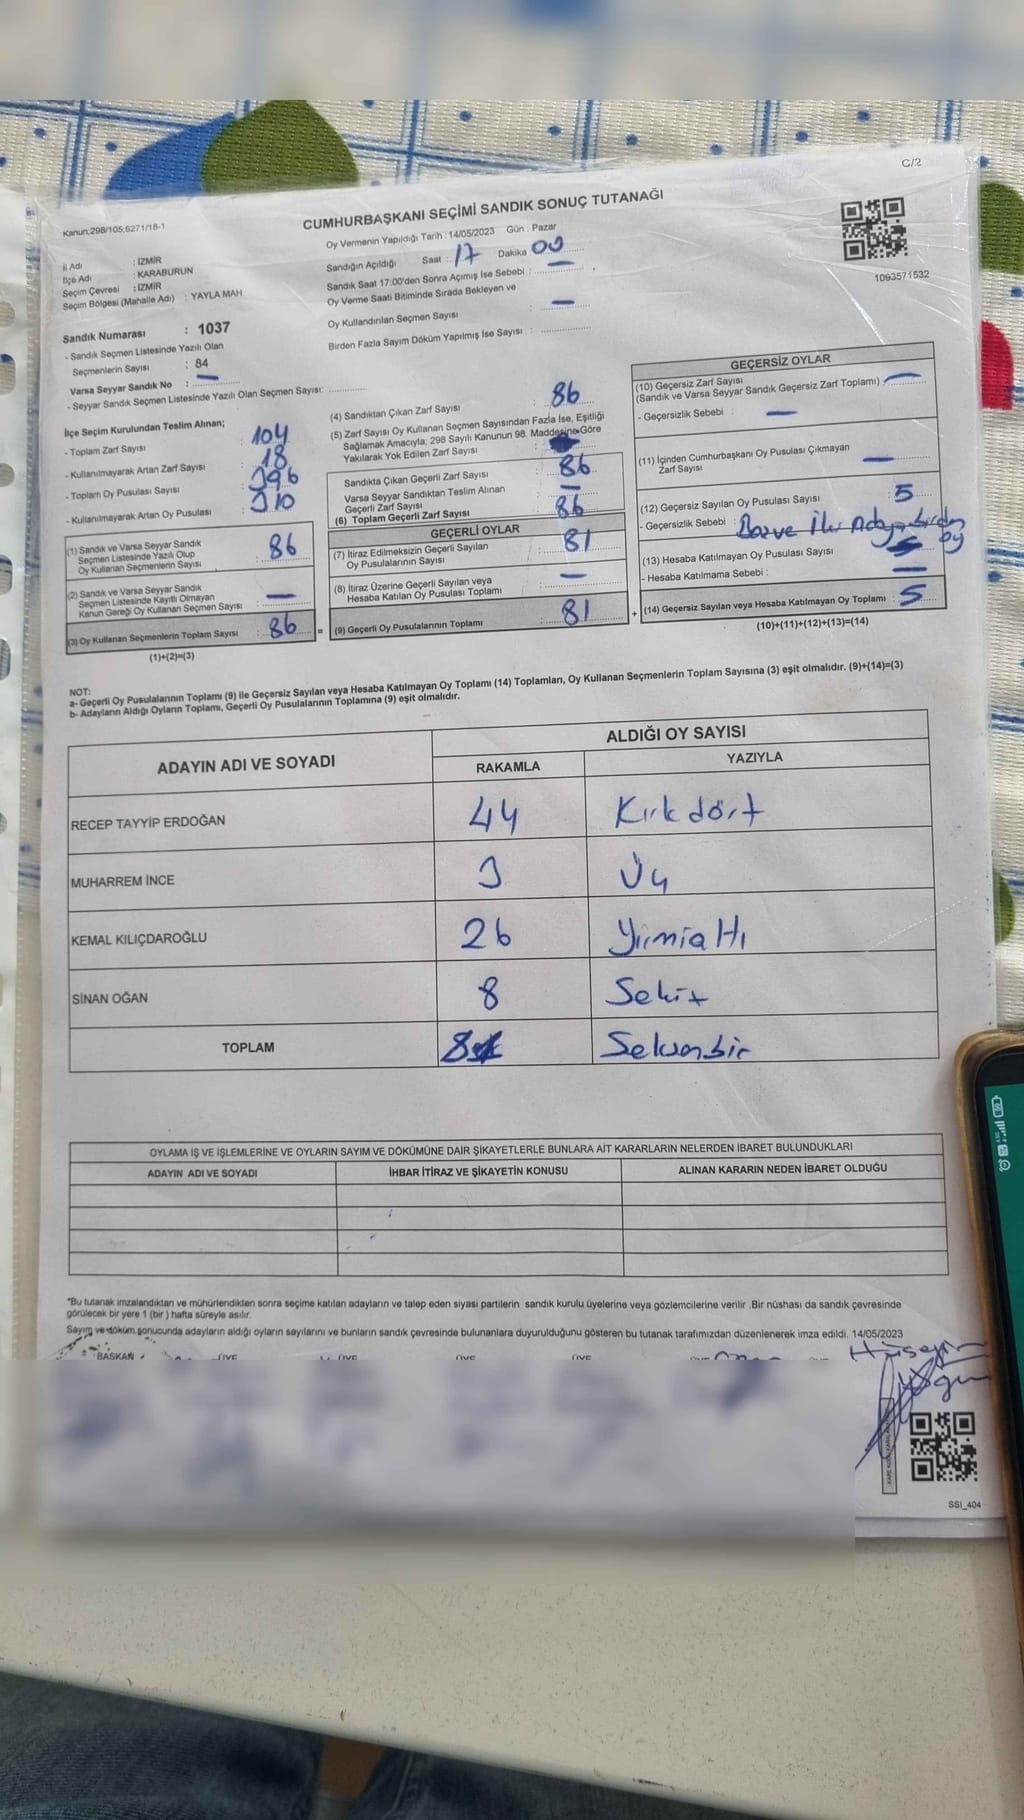 C/2
Kanun:298/105;6271/18-1
CUMHURBAŞKANI SEÇİMİ SANDIK SONUÇ TUTANAĞI
1093571532
İl Adı : İZMİR
İlçe Adı : KARABURUN
Seçim Çevresi : İZMİR
Seçim Bölgesi (Mahalle Adı) : YAYLA MAH
Sandık Numarası : 1037
- Sandık Seçmen Listesinde Yazılı Olan
Seçmenlerin Sayısı : 84
Varsa Seyyar Sandık No : —
- Seyyar Sandık Seçmen Listesinde Yazılı Olan Seçmen Sayısı:
Oy Vermenin Yapıldığı Tarih : 14/05/2023 Gün : Pazar
Sandığın Açıldığı Saat : 17 Dakika 00
Sandık Saat 17:00'den Sonra Açımış İse Sebebi : —
Oy Verme Saati Bitiminde Sırada Bekleyen ve
Oy Kullandırılan Seçmen Sayısı : —
Birden Fazla Sayım Döküm Yapılmış İse Sayısı :
İlçe Seçim Kurulundan Teslim Alınan;
- Toplam Zarf Sayısı : 104
- Kullanılmayarak Artan Zarf Sayısı : 18
- Toplam Oy Pusulası Sayısı : 396
- Kullanılmayarak Artan Oy Pusulası : 310
(1) Sandık ve Varsa Seyyar Sandık
Seçmen Listesinde Yazılı Olup
Oy Kullanan Seçmenlerin Sayısı : 86
(2) Sandık ve Varsa Seyyar Sandık
Seçmen Listesinde Kayıtlı Olmayan
Kanun Gereği Oy Kullanan Seçmen Sayısı : —
(3) Oy Kullanan Seçmenlerin Toplam Sayısı : 86 =
(1)+(2)=(3)
(4) Sandıktan Çıkan Zarf Sayısı : 86
(5) Zarf Sayısı Oy Kullanan Seçmen Sayısından Fazla İse, Eşitliği
Sağlamak Amacıyla, 298 Sayılı Kanunun 98. Maddesine Göre
Yakılarak Yok Edilen Zarf Sayısı :
Sandıkta Çıkan Geçerli Zarf Sayısı : 86
Varsa Seyyar Sandıktan Teslim Alınan
Geçerli Zarf Sayısı : —
(6) Toplam Geçerli Zarf Sayısı : 86
GEÇERLİ OYLAR
(7) İtiraz Edilmeksizin Geçerli Sayılan
Oy Pusulalarının Sayısı : 81
(8) İtiraz Üzerine Geçerli Sayılan veya
Hesaba Katılan Oy Pusulası Toplamı : —
(9) Geçerli Oy Pusulalarının Toplamı : 81 +
GEÇERSİZ OYLAR
(10) Geçersiz Zarf Sayısı
(Sandık ve Varsa Seyyar Sandık Geçersiz Zarf Toplamı) —
- Geçersizlik Sebebi : —
(11) İçinden Cumhurbaşkanı Oy Pusulası Çıkmayan
Zarf Sayısı : —
(12) Geçersiz Sayılan Oy Pusulası Sayısı : 5
- Geçersizlik Sebebi : İki Adaya birden
oy
(13) Hesaba Katılmayan Oy Pusulası Sayısı
- Hesaba Katılmama Sebebi : —
(14) Geçersiz Sayılan veya Hesaba Katılmayan Oy Toplamı : 5
(10)+(11)+(12)+(13)=(14)
NOT:
a- Geçerli Oy Pusulalarının Toplamı (9) ile Geçersiz Sayılan veya Hesaba Katılmayan Oy Toplamı (14) Toplamları, Oy Kullanan Seçmenlerin Toplam Sayısına (3) eşit olmalıdır. (9)+(14)=(3)
b- Adayların Aldığı Oyların Toplamı, Geçerli Oy Pusulalarının Toplamına (9) eşit olmalıdır.
ADAYIN ADI VE SOYADI
ALDIĞI OY SAYISI
RAKAMLA YAZIYLA
RECEP TAYYİP ERDOĞAN 44 Kırkdört
MUHARREM İNCE 3 Üç
KEMAL KILIÇDAROĞLU 26 Yirmialtı
SİNAN OĞAN 8 Sekiz
TOPLAM 81 Seksenbir
OYLAMA İŞ VE İŞLEMLERİNE VE OYLARIN SAYIM VE DÖKÜMÜNE DAİR ŞİKAYETLERLE BUNLARA AİT KARARLARIN NELERDEN İBARET BULUNDUKLARI
ADAYIN ADI VE SOYADI İHBAR İTİRAZ VE ŞİKAYETİN KONUSU ALINAN KARARIN NEDEN İBARET OLDUĞU
*Bu tutanak imzalandıktan ve mühürlendikten sonra seçime katılan adayların ve talep eden siyasi partilerin sandık kurulu üyelerine veya gözlemcilerine verilir .Bir nüshası da sandık çevresinde
görülecek bir yere 1 (bir ) hafta süreyle asılır.
Sayım ve döküm sonucunda adayların aldığı oyların sayılarını ve bunların sandık çevresinde bulunanlara duyurulduğunu gösteren bu tutanak tarafımızdan düzenlenerek imza edildi. 14/05/2023
BAŞKAN ÜYE ÜYE ÜYE ÜYE
Hüseyin
SSI_404